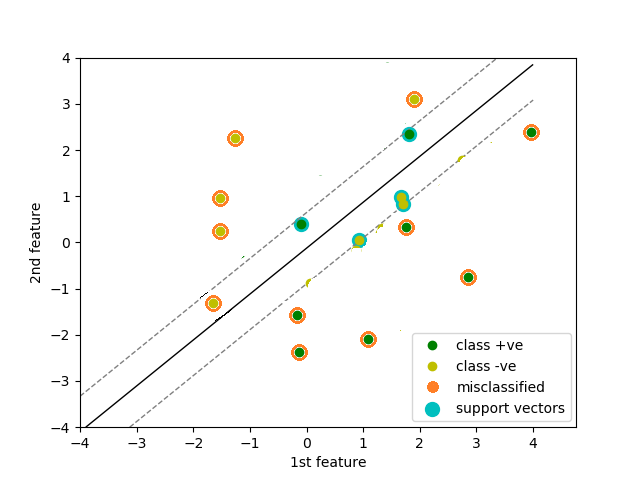 4
3
2
1
0
−1
−2
−3
−4
2nd feature
class +ve
class -ve
misclassified
support vectors
−4 −3 −2 −1 0 1 2 3 4
1st feature